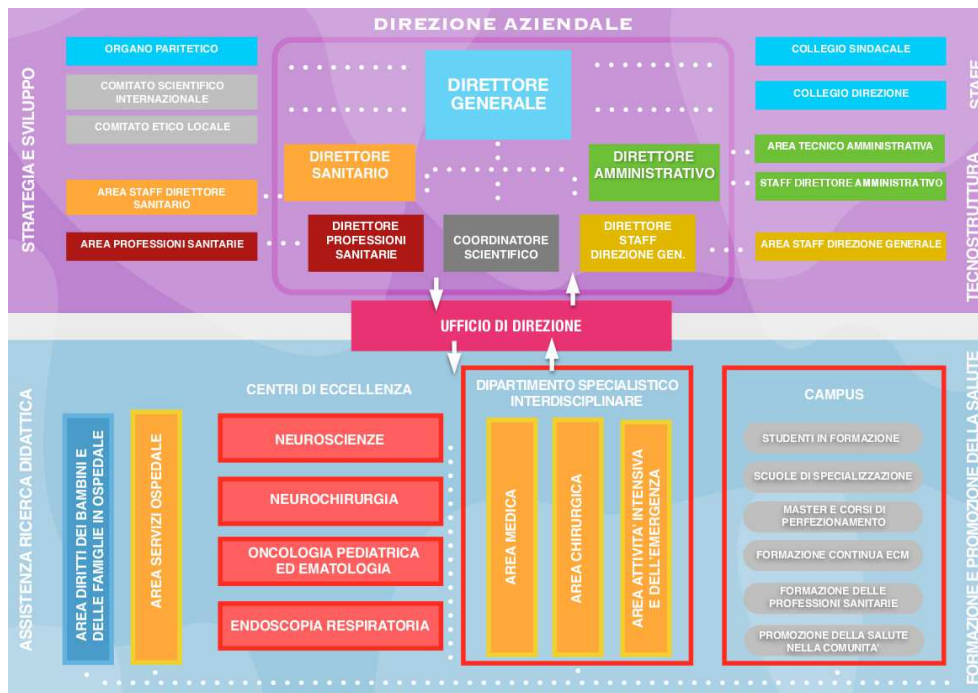 DIREZIONE AZIENDALE
STRATEGIA E SVILUPPO
ORGANO PARITETICO
COMITATO SCIENTIFICO
INTERNAZIONALE
COMITATO ETICO LOCALE
AREA STAFF DIRETTORE
SANITARIO
AREA PROFESSIONI SANITARIE
DIRETTORE
GENERALE
DIRETTORE
SANITARIO
DIRETTORE
AMMINISTRATIVO
DIRETTORE
PROFESSIONI
SANITARIE
COORDINATORE
SCIENTIFICO
DIRETTORE
STAFF
DIREZIONE GEN.
COLLEGIO SINDACALE
COLLEGIO DIREZIONE
AREA TECNICO AMMINISTRATIVA
STAFF DIRETTORE AMMINISTRATIVO
AREA STAFF DIREZIONE GENERALE
TECNOSTRUTTURA
STAFF
UFFICIO DI DIREZIONE
ASSISTENZA RICERCA DIDATTICA
AREA DIRITTI DEI BAMBINI E
DELLE FAMIGLIE IN OSPEDALE
AREA SERVIZI OSPEDALE
CENTRI DI ECCELLENZA
NEUROSCIENZE
NEUROCHIRURGIA
ONCOLOGIA PEDIATRICA
ED EMATOLOGIA
ENDOSCOPIA RESPIRATORIA
DIPARTIMENTO SPECIALISTICO
INTERDISCIPLINARE
AREA MEDICA
AREA CHIRURGICA
AREA ATTIVITA' INTENSIVA
E DELL'EMERGENZA
CAMPUS
STUDENTI IN FORMAZIONE
SCUOLE DI SPECIALIZZAZIONE
MASTER E CORSI DI
PERFEZIONAMENTO
FORMAZIONE CONTINUA ECM
FORMAZIONE DELLE
PROFESSIONI SANITARIE
PROMOZIONE DELLA SALUTE
NELLA COMUNITA'
FORMAZIONE E PROMOZIONE DELLA SALUTE